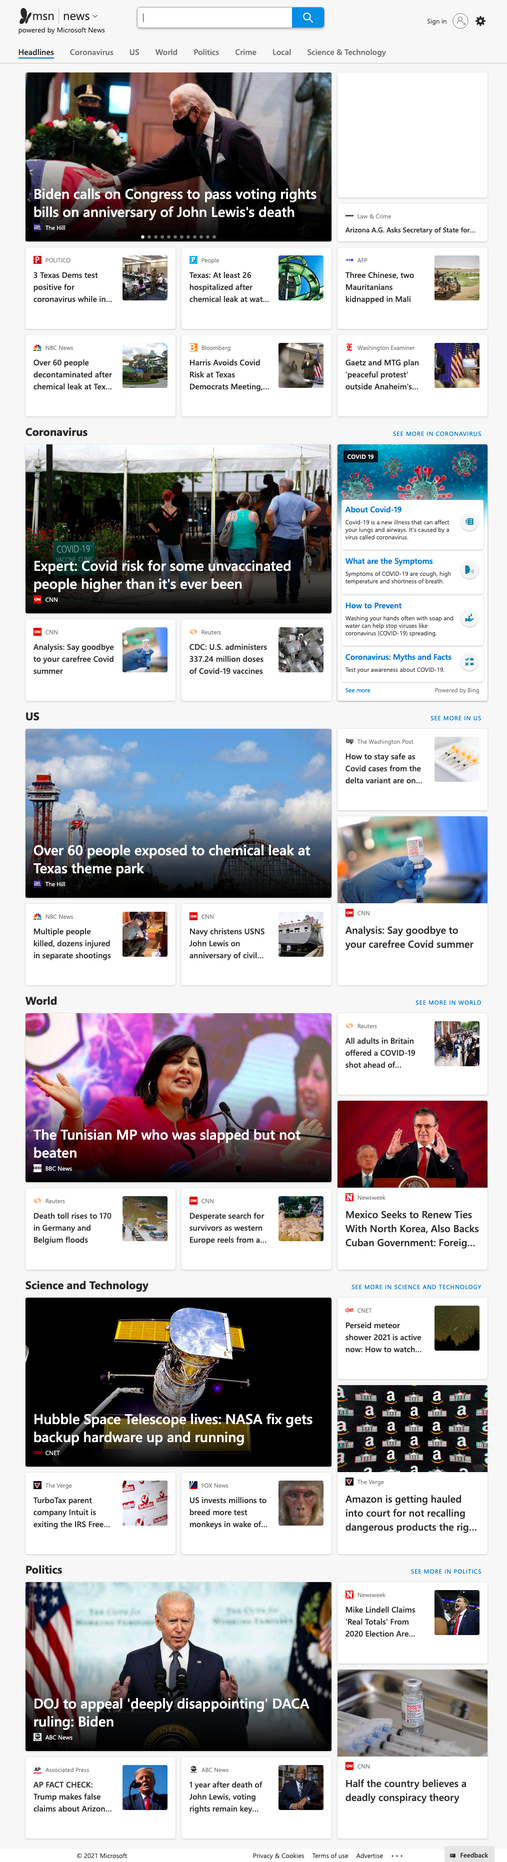 msn | news
powered by Microsoft News
Sign in
Headlines Coronavirus US World Politics Crime Local Science & Technology
Biden calls on Congress to pass voting rights
bills on anniversary of John Lewis's death
The Hill
Law & Crime
Arizona A.G. Asks Secretary of State for...
POLITICO
3 Texas Dems test
positive for
coronavirus while in...
People
Texas: At least 26
hospitalized after
chemical leak at wat...
AFP
Three Chinese, two
Mauritanians
kidnapped in Mali
NBC News
Over 60 people
decontaminated after
chemical leak at Tex...
Bloomberg
Harris Avoids Covid
Risk at Texas
Democrats Meeting,...
Washington Examiner
Gaetz and MTG plan
'peaceful protest'
outside Anaheim's...
Coronavirus
SEE MORE IN CORONAVIRUS
COVID-19
VACCINE CLINIC
Expert: Covid risk for some unvaccinated
people higher than it's ever been
CNN
COVID 19
About Covid-19
Covid-19 is a new illness that can affect
your lungs and airways. It's caused by a
virus called coronavirus.
What are the Symptoms
Symptoms of COVID-19 are cough, high
temperature and shortness of breath.
How to Prevent
Washing your hands often with soap and
water can help stop viruses like
coronavirus (COVID-19) spreading.
Coronavirus: Myths and Facts
Test your awareness about COVID-19.
See more
Powered by Bing
CNN
Analysis: Say goodbye
to your carefree Covid
summer
Reuters
CDC: U.S. administers
337.24 million doses
of Covid-19 vaccines
US
SEE MORE IN US
Over 60 people exposed to chemical leak at
Texas theme park
The Hill
The Washington Post
How to stay safe as
Covid cases from the
delta variant are on...
CNN
Analysis: Say goodbye to
your carefree Covid summer
NBC News
Multiple people
killed, dozens injured
in separate shootings
CNN
Navy christens USNS
John Lewis on
anniversary of civil...
World
SEE MORE IN WORLD
The Tunisian MP who was slapped but not
beaten
BBC News
Reuters
All adults in Britain
offered a COVID-19
shot ahead of...
Newsweek
Mexico Seeks to Renew Ties
With North Korea, Also Backs
Cuban Government: Foreig...
Reuters
Death toll rises to 170
in Germany and
Belgium floods
CNN
Desperate search for
survivors as western
Europe reels from a...
Science and Technology
SEE MORE IN SCIENCE AND TECHNOLOGY
Hubble Space Telescope lives: NASA fix gets
backup hardware up and running
CNET
CNET
Perseid meteor
shower 2021 is active
now: How to watch...
The Verge
Amazon is getting hauled
into court for not recalling
dangerous products the rig...
The Verge
TurboTax parent
company Intuit is
exiting the IRS Free...
FOX News
US invests millions to
breed more test
monkeys in wake of...
Politics
SEE MORE IN POLITICS
DOJ to appeal 'deeply disappointing' DACA
ruling: Biden
ABC News
Newsweek
Mike Lindell Claims
'Real Totals' From
2020 Election Are...
CNN
Half the country believes a
deadly conspiracy theory
Associated Press
AP FACT CHECK:
Trump makes false
claims about Arizon...
ABC News
1 year after death of
John Lewis, voting
rights remain key...
© 2021 Microsoft
Privacy & Cookies Terms of use Advertise ...
Feedback